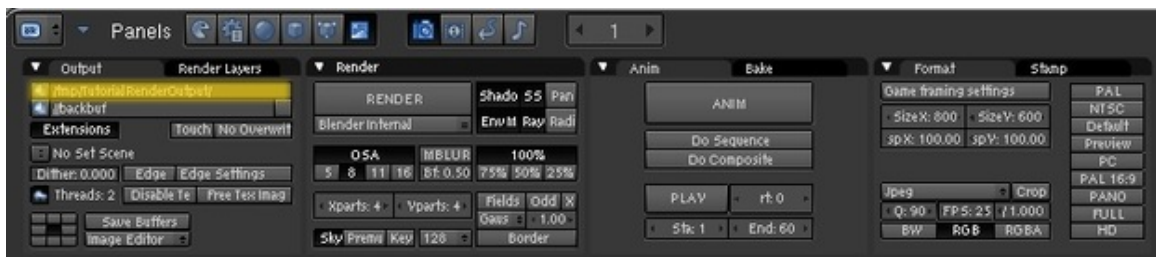 Panels
1
Output Render Layers
/tmp/TutorialRenderOutput/
//backbuf
Extensions Touch No Overwrit
No Set Scene
Dither: 0.000 Edge Edge Settings
Threads: 2 Disable Te Free Tex Imag
Save Buffers
Image Editor
Render
RENDER
Blender Internal
Shado SS Pan
EnvM Ray Radi
OSA MBLUR 100%
5 8 11 16 Bf: 0.50 75% 50% 25%
Xparts: 4 Yparts: 4 Fields Odd X
Gaus 1.00
Sky Premu Key 128 Border
Anim Bake
ANIM
Do Sequence
Do Composite
PLAY rt: 0
Sta: 1 End: 60
Format Stamp
Game framing settings
SizeX: 800 SizeY: 600
spX: 100.00 spY: 100.00
Jpeg Crop
Q: 90 FPS: 25 /1.000
BW RGB RGBA
PAL
NTSC
Default
Preview
PC
PAL 16:9
PANO
FULL
HD